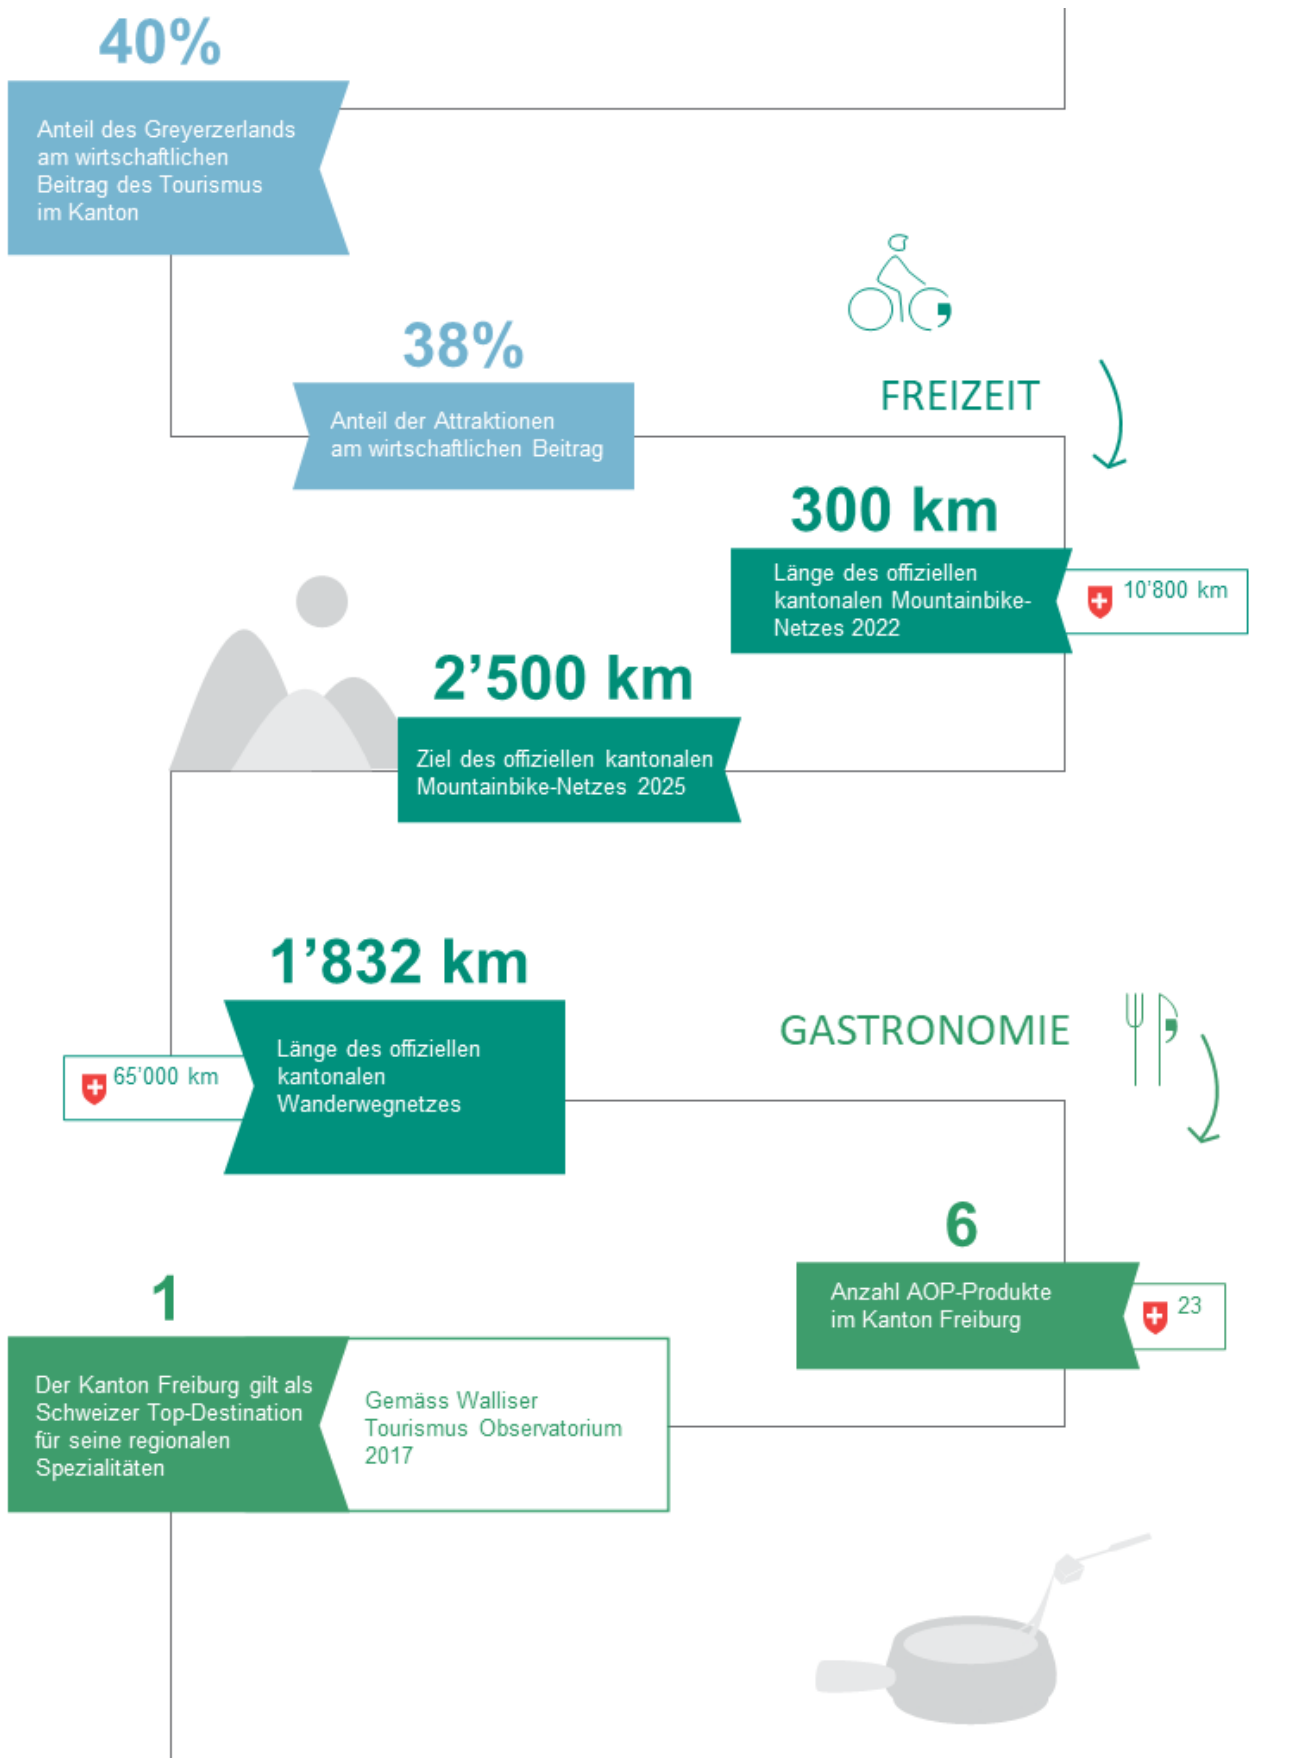 40%
Anteil des Greyerzerlands
am wirtschaftlichen
Beitrag des Tourismus
im Kanton
38%
Anteil der Attraktionen
am wirtschaftlichen Beitrag
FREIZEIT
300 km
Länge des offiziellen
kantonalen Mountainbike-
Netzes 2022
10'800 km
2'500 km
Ziel des offiziellen kantonalen
Mountainbike-Netzes 2025
1'832 km
Länge des offiziellen
kantonalen
Wanderwegnetzes
65'000 km
GASTRONOMIE
6
Anzahl AOP-Produkte
im Kanton Freiburg
23
1
Der Kanton Freiburg gilt als
Schweizer Top-Destination
für seine regionalen
Spezialitäten
Gemäss Walliser
Tourismus Observatorium
2017